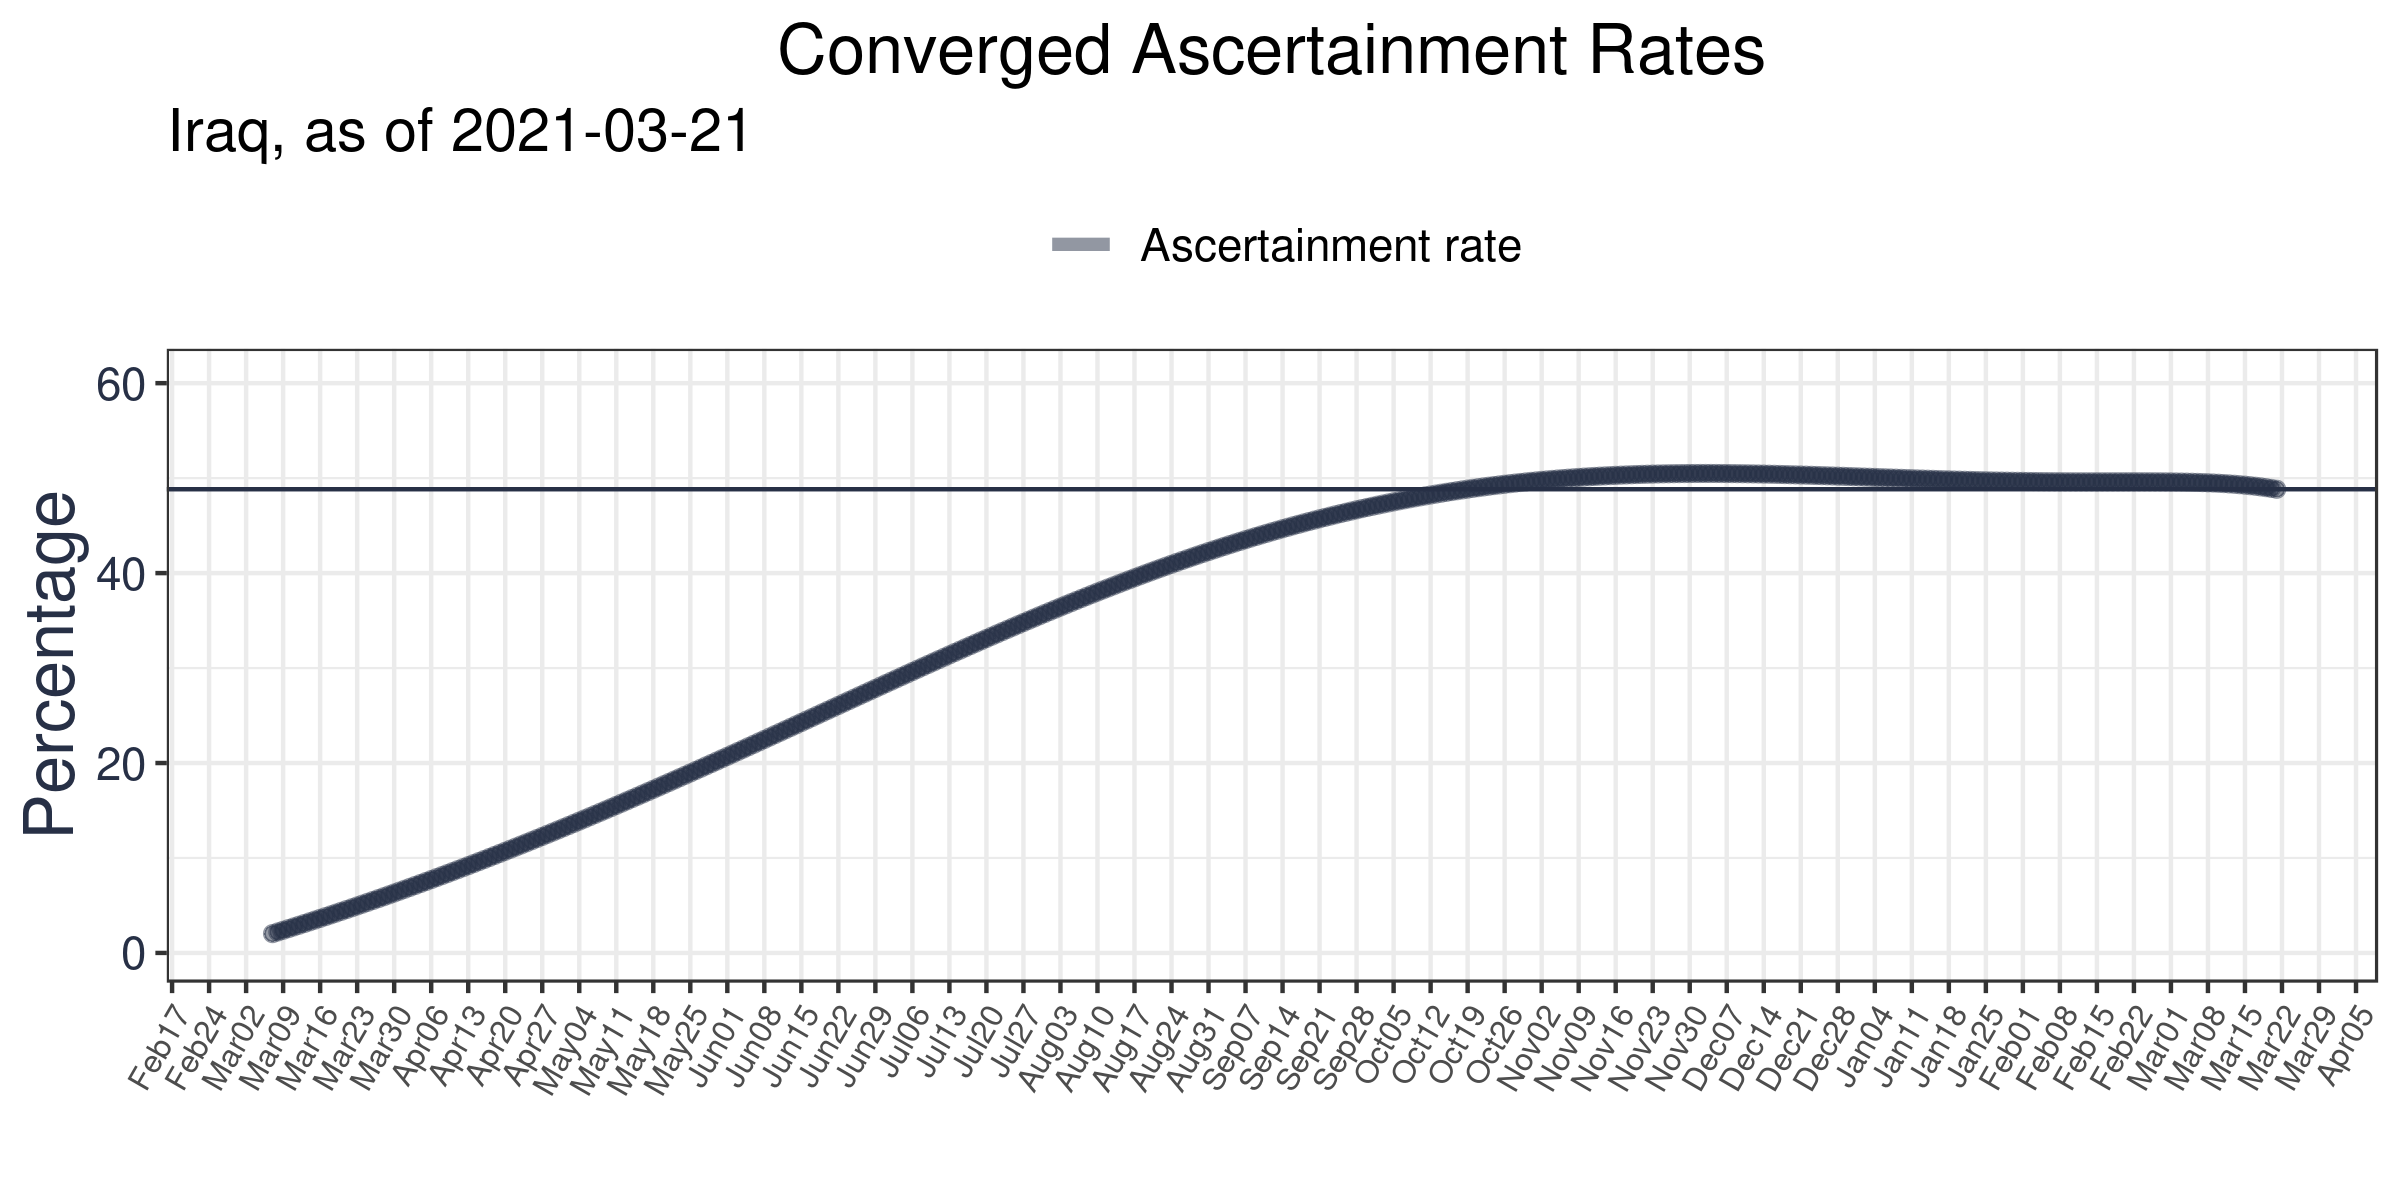 Converged Ascertainment Rates
Iraq, as of 2021-03-21
Ascertainment rate
Percentage
60
40
20
0
Feb17 Feb24 Mar02 Mar09 Mar16 Mar23 Mar30 Apr06 Apr13 Apr20 Apr27 May04 May11 May18 May25 Jun01 Jun08 Jun15 Jun22 Jun29 Jul06 Jul13 Jul20 Jul27 Aug03 Aug10 Aug17 Aug24 Aug31 Sep07 Sep14 Sep21 Sep28 Oct05 Oct12 Oct19 Oct26 Nov02 Nov09 Nov16 Nov23 Nov30 Dec07 Dec14 Dec21 Dec28 Jan04 Jan11 Jan18 Jan25 Feb01 Feb08 Feb15 Feb22 Mar01 Mar08 Mar15 Mar22 Mar29 Apr05